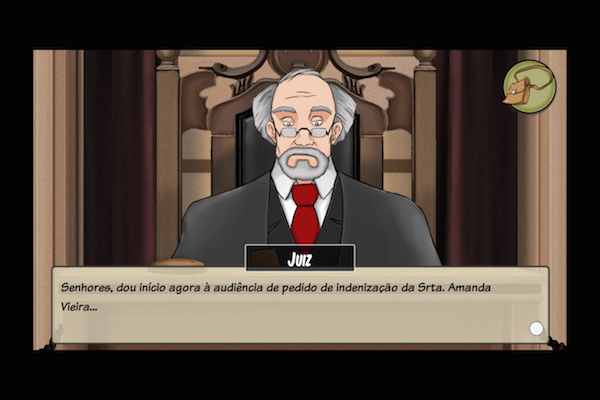 Juiz
Senhores, dou início agora à audiência de pedido de indenização da Srta. Amanda
Vieira...